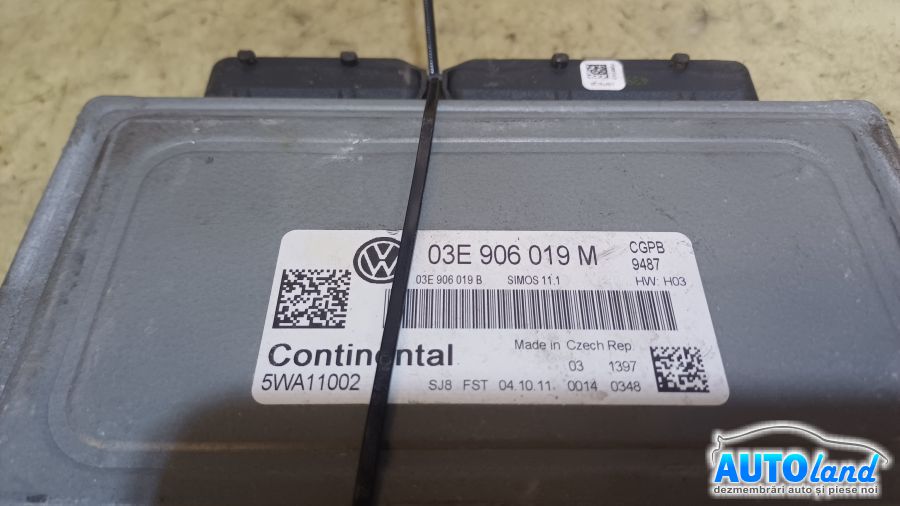 03E 906 019 M
CGPB
9487
03E 906 019 B SIMOS 11.1 HW: H03
Continental
Made in Czech Rep.
5WA11002
03 1397
SJ8 FST 04.10.11 0014 0348
AUTOland
dezmembrări auto și piese noi